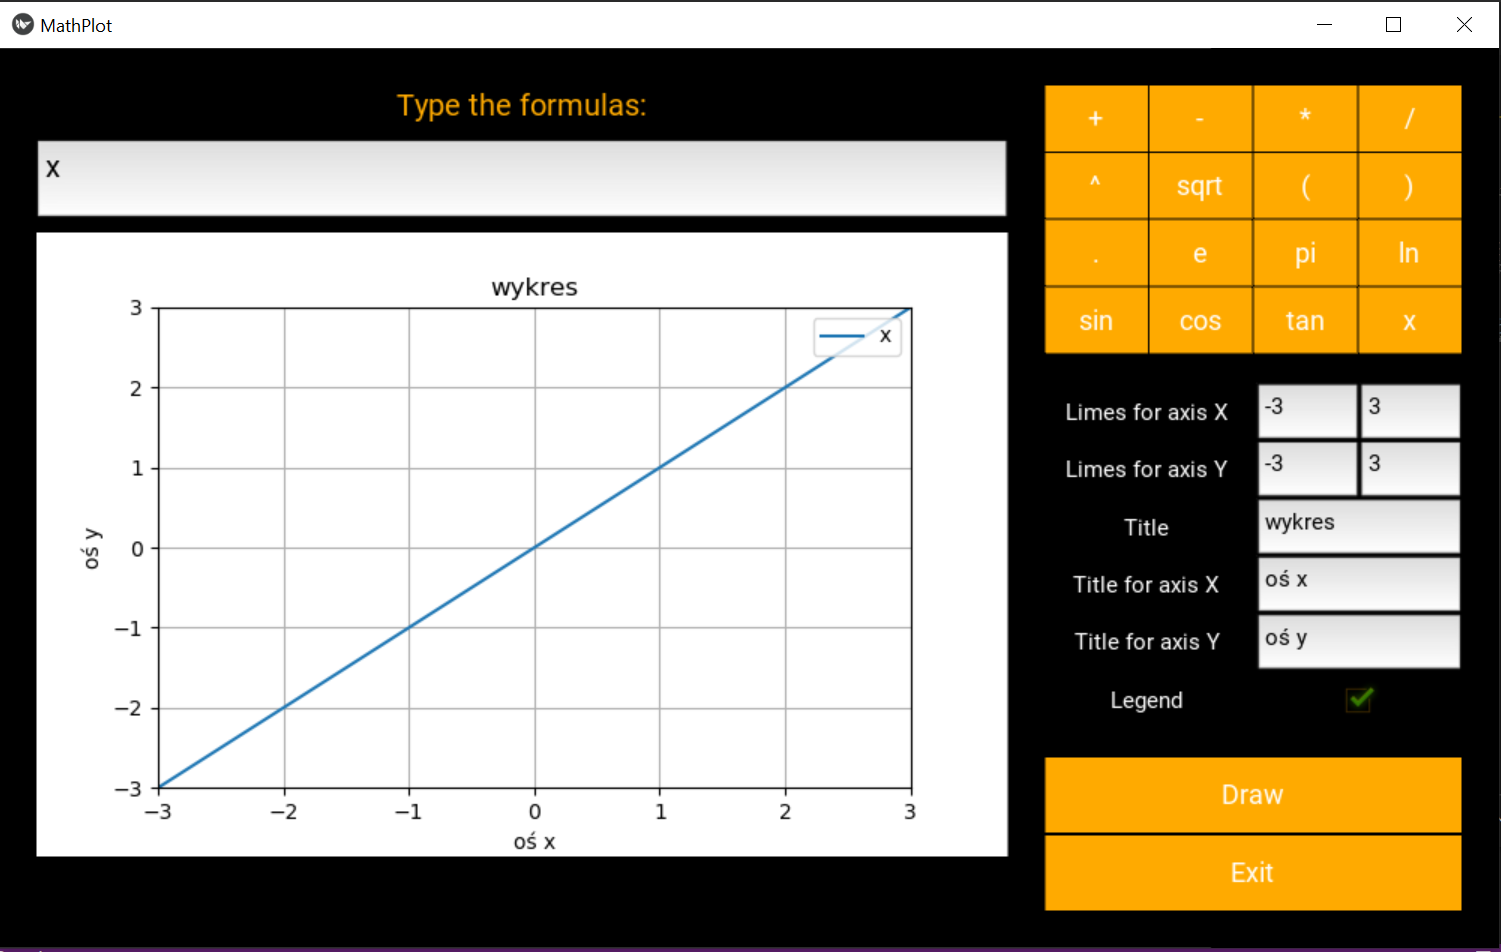 MathPlot
Type the formulas:
x
wykres
x
3
2
1
0
−1
−2
−3
oś y
−3 −2 −1 0 1 2 3
oś x
+ - * /
^ sqrt ( )
. e pi ln
sin cos tan x
Limes for axis X -3 3
Limes for axis Y -3 3
Title wykres
Title for axis X oś x
Title for axis Y oś y
Legend
Draw
Exit